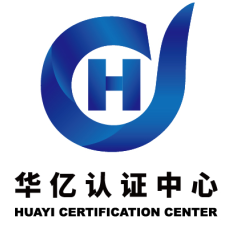 H
华亿认证中心
HUAYI CERTIFICATION CENTER